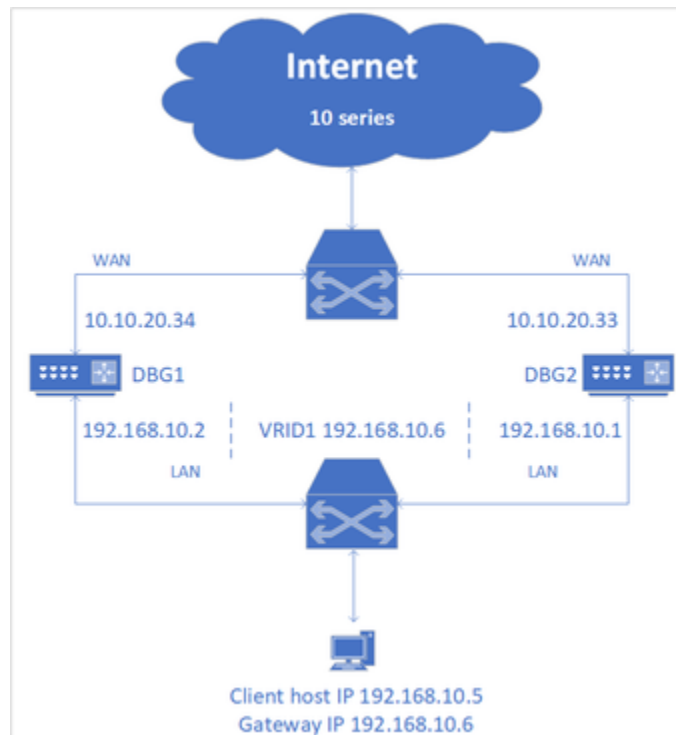 Internet
10 series
WAN
WAN
10.10.20.34
10.10.20.33
DBG1
DBG2
192.168.10.2
VRID1 192.168.10.6
192.168.10.1
LAN
LAN
Client host IP 192.168.10.5
Gateway IP 192.168.10.6